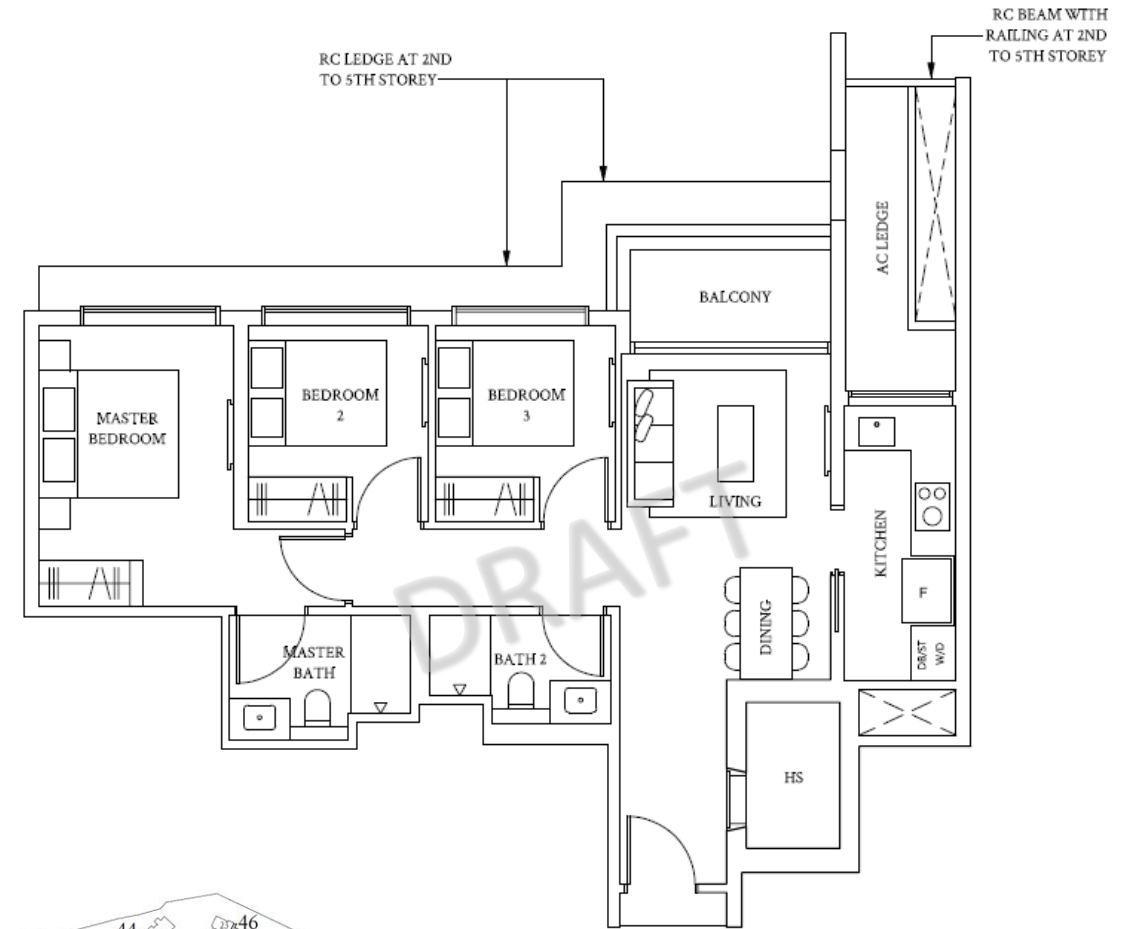 RC BEAM WITH
RAILING AT 2ND
TO 5TH STOREY
RC LEDGE AT 2ND
TO 5TH STOREY
AC LEDGE
BALCONY
MASTER
BEDROOM
BEDROOM
2
BEDROOM
3
LIVING
KITCHEN
F
DINING
DB/ST
W/D
MASTER
BATH
BATH 2
HS
DRAFT
44
46